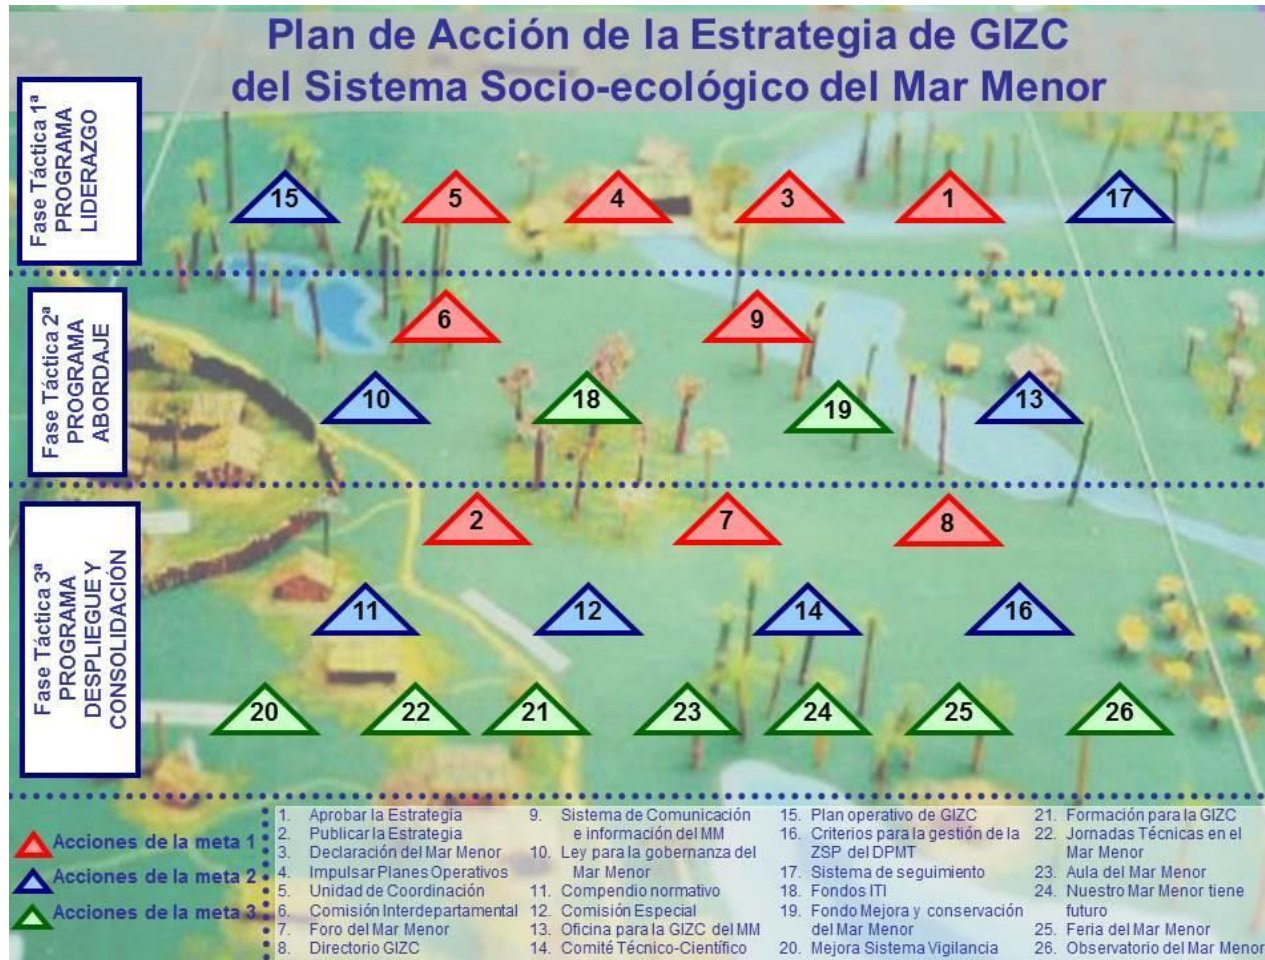 Plan de Acción de la Estrategia de GIZC
del Sistema Socio-ecológico del Mar Menor
Fase Táctica 1ª
PROGRAMA
LIDERAZGO
15
5
4
3
1
17
Fase Táctica 2ª
PROGRAMA
ABORDAJE
6
9
10
18
19
13
Fase Táctica 3ª
PROGRAMA
DESPLIEGUE Y
CONSOLIDACIÓN
2
7
8
11
12
14
16
20
22
21
23
24
25
26
Acciones de la meta 1
Acciones de la meta 2
Acciones de la meta 3
1. Aprobar la Estrategia
2. Publicar la Estrategia
3. Declaración del Mar Menor
4. Impulsar Planes Operativos
5. Unidad de Coordinación
6. Comisión Interdepartamental
7. Foro del Mar Menor
8. Directorio GIZC
9. Sistema de Comunicación
e información del MM
10. Ley para la gobernanza del
Mar Menor
11. Compendio normativo
12. Comisión Especial
13. Oficina para la GIZC del MM
14. Comité Técnico-Científico
15. Plan operativo de GIZC
16. Criterios para la gestión de la
ZSP del DPMT
17. Sistema de seguimiento
18. Fondos ITI
19. Fondo Mejora y conservación
del Mar Menor
20. Mejora Sistema Vigilancia
21. Formación para la GIZC
22. Jornadas Técnicas en el
Mar Menor
23. Aula del Mar Menor
24. Nuestro Mar Menor tiene
futuro
25. Feria del Mar Menor
26. Observatorio del Mar Menor